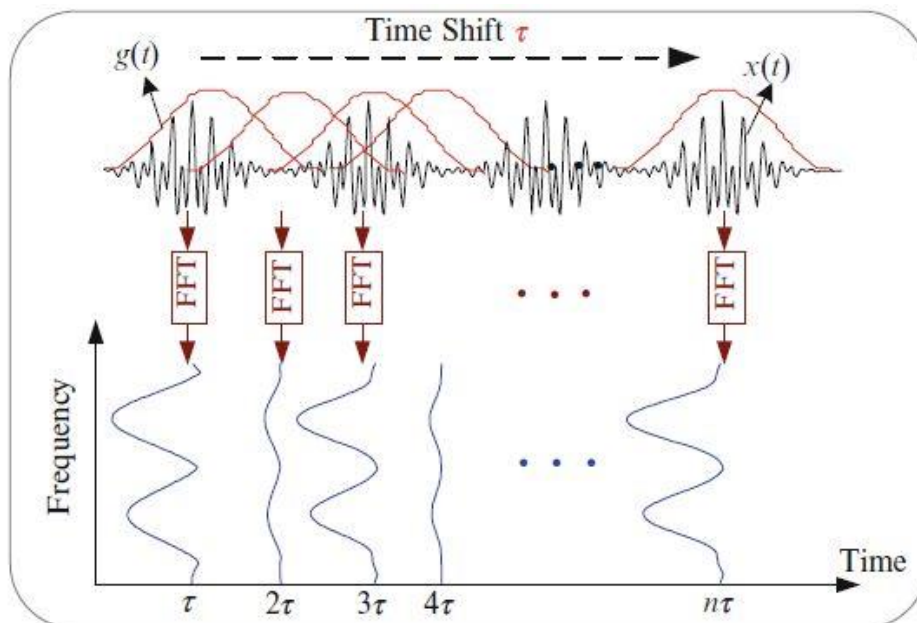 Time Shift τ
g(t)
x(t)
FFT
FFT
FFT
FFT
Frequency
Time
τ
2τ
3τ
4τ
nτ